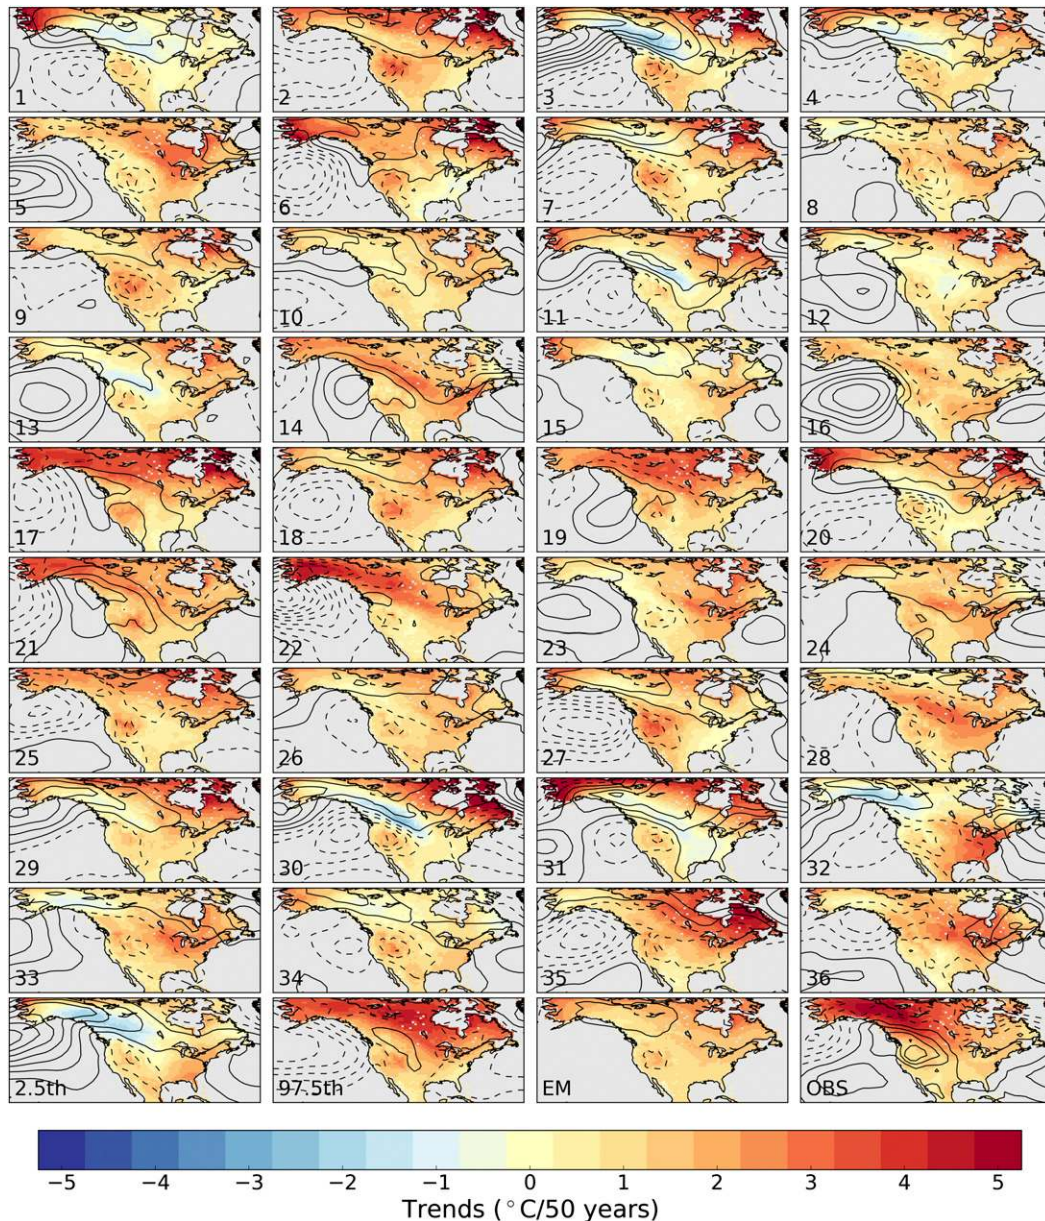 1 2 3 4
5 6 7 8
9 10 11 12
13 14 15 16
17 18 19 20
21 22 23 24
25 26 27 28
29 30 31 32
33 34 35 36
2.5th 97.5th EM OBS
−5 −4 −3 −2 −1 0 1 2 3 4 5
Trends (°C/50 years)